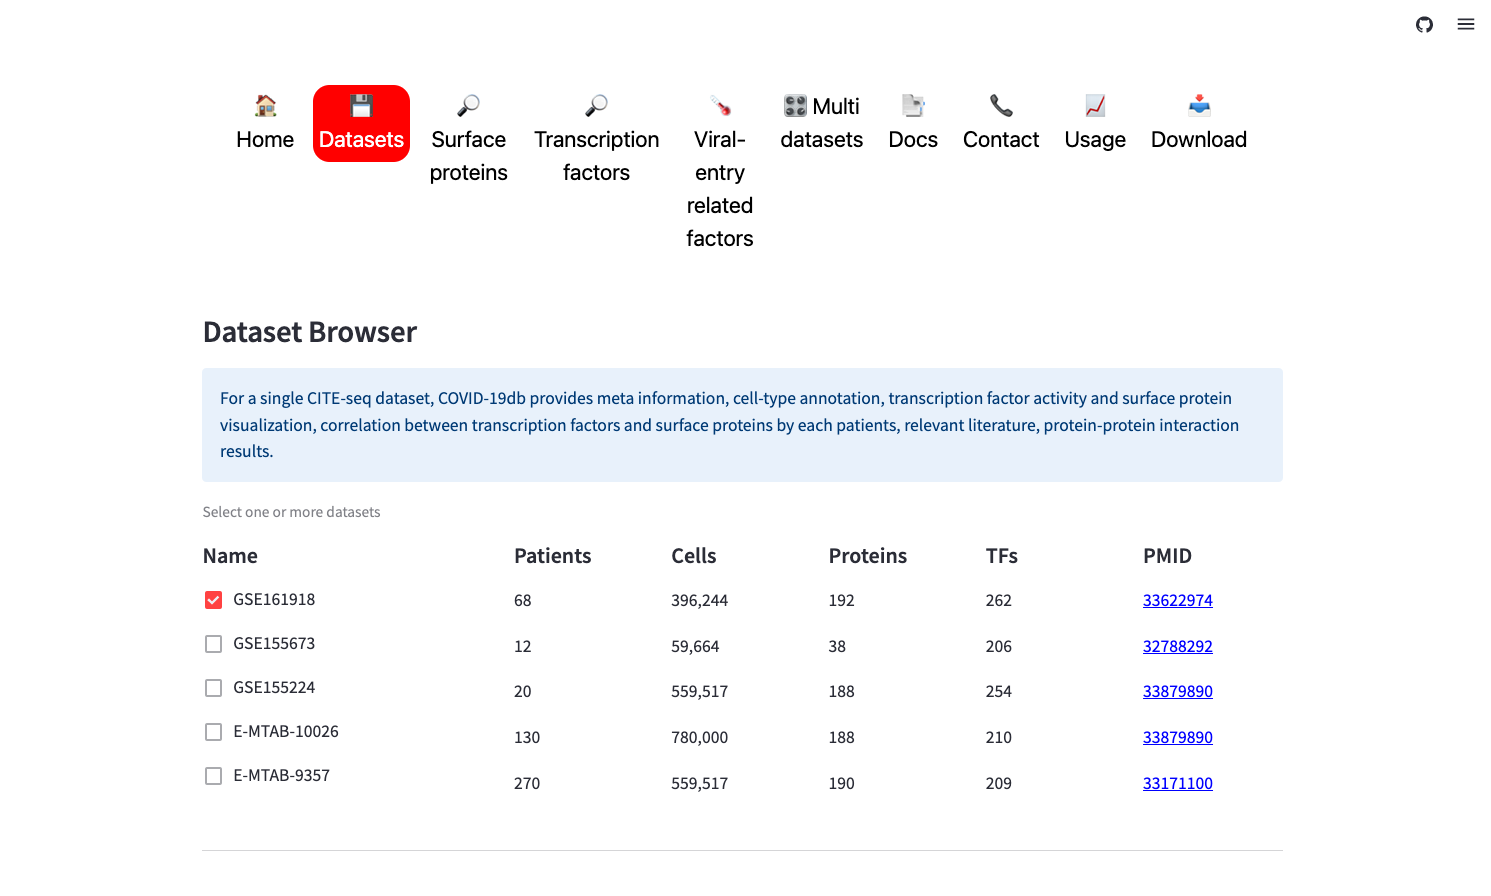 Home
Datasets
Surface
proteins
Transcription
factors
Viral-
entry
related
factors
Multi
datasets
Docs
Contact
Usage
Download
Dataset Browser
For a single CITE-seq dataset, COVID-19db provides meta information, cell-type annotation, transcription factor activity and surface protein
visualization, correlation between transcription factors and surface proteins by each patients, relevant literature, protein-protein interaction
results.
Select one or more datasets
Name Patients Cells Proteins TFs PMID
GSE161918 68 396,244 192 262 33622974
GSE155673 12 59,664 38 206 32788292
GSE155224 20 559,517 188 254 33879890
E-MTAB-10026 130 780,000 188 210 33879890
E-MTAB-9357 270 559,517 190 209 33171100